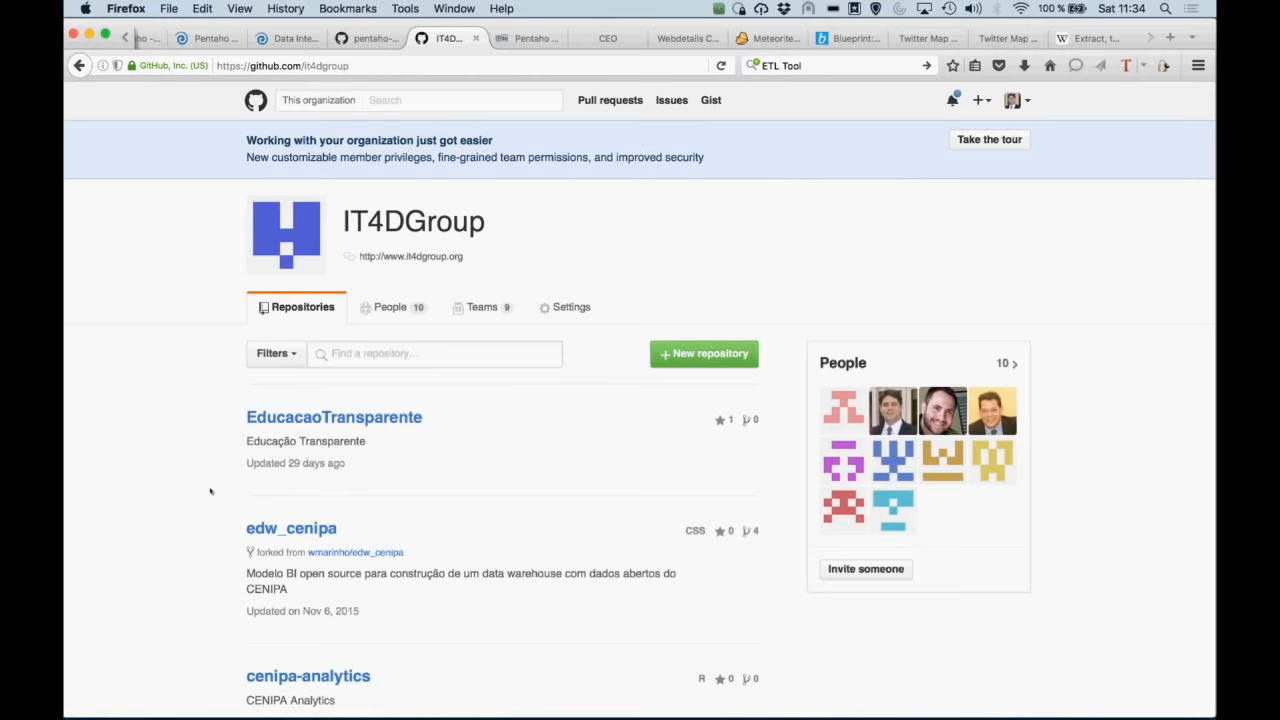 Firefox File Edit View History Bookmarks Tools Window Help 100 % Sat 11:34
ho -... Pentaho ... Data Inte... pentaho-... IT4D... Pentaho ... CEO Webdetails C... Meteorite... Blueprint:... Twitter Map ... Twitter Map ... Extract, t...
GitHub, Inc. (US) https://github.com/it4dgroup ETL Tool
This organization Search Pull requests Issues Gist
Working with your organization just got easier
Take the tour
New customizable member privileges, fine-grained team permissions, and improved security
IT4DGroup
http://www.it4dgroup.org
Repositories People 10 Teams 9 Settings
Filters Find a repository... New repository
People 10
EducacaoTransparente 1 0
Educação Transparente
Updated 29 days ago
edw_cenipa CSS 0 4
forked from wmarinho/edw_cenipa
Modelo BI open source para construção de um data warehouse com dados abertos do
CENIPA
Updated on Nov 6, 2015
Invite someone
cenipa-analytics R 0 0
CENIPA Analytics